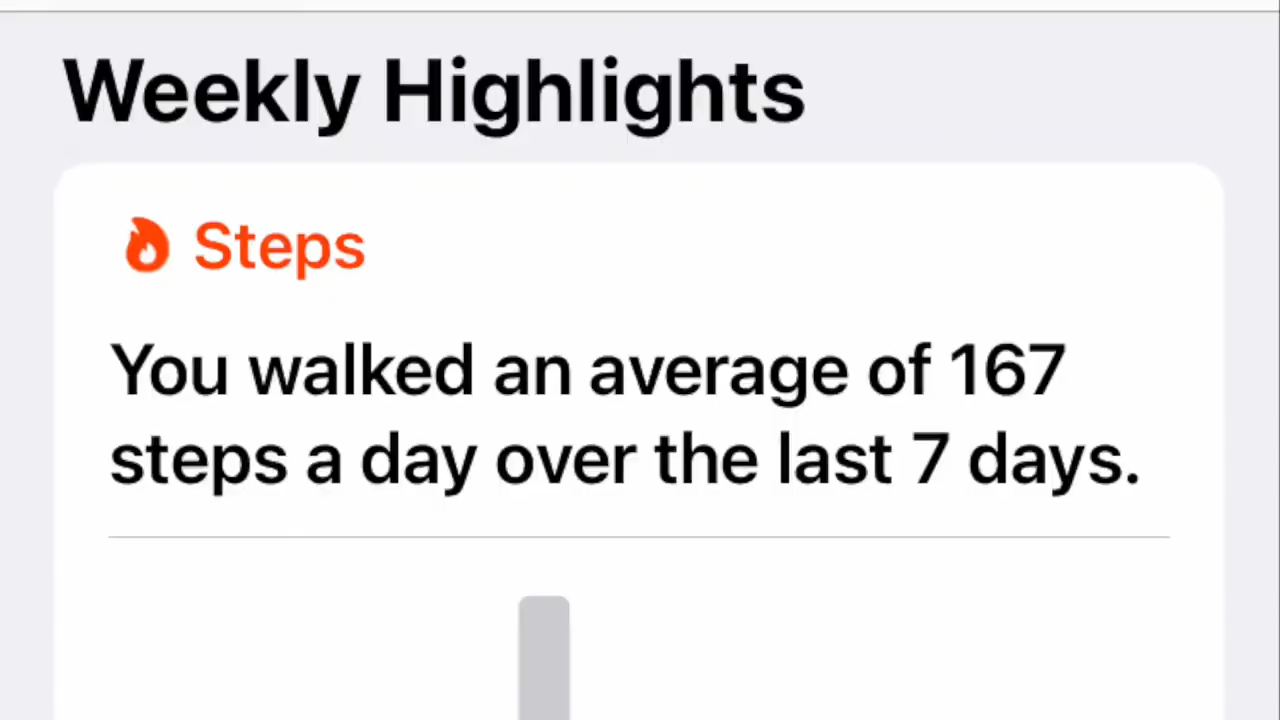 Weekly Highlights
Steps
You walked an average of 167
steps a day over the last 7 days.